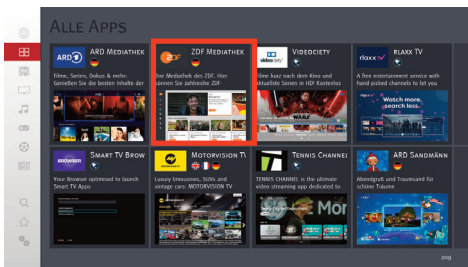 ALLE APPS
ARD
ARD MEDIATHEK
Filme, Serien, Dokus & mehr:
Genießen Sie die besten Inhalte der
ZDF
ZDF MEDIATHEK
Die Mediathek des ZDF. Hier
können Sie zahlreiche ZDF-
videociety
VIDEOCIETY
Filme kurz nach dem Kino und
aktuellste Serien in HD! Kostenlos
WARS
rlaxx tv
RLAXX TV
A free entertainment service with
hand picked channels to let you
Watch more,
search less.
BROWSER
SMART TV BROW
Your Browser optimised to launch
Smart TV Apps
MOTORVISION TV
Luxury limousines, SUVs and
vintage cars: MOTORVISION TV
TENNIS CHANNEL
TENNIS CHANNEL is the ultimate
video streaming app dedicated to
Mor
ARD SANDMÄNN
Abendgruß und Traumsand für
schöne Träume
209